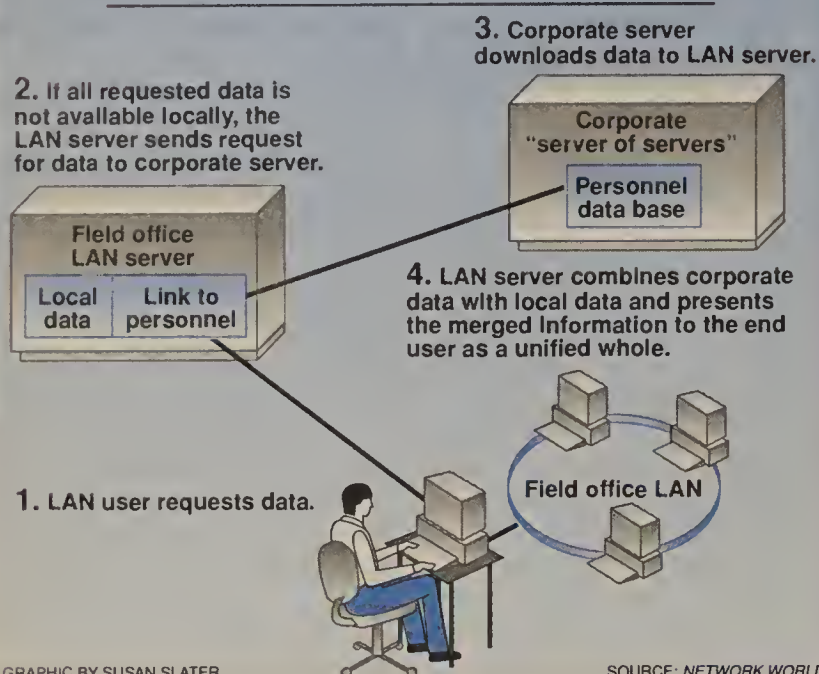 3. Corporate server
downloads data to LAN server.
2. If all requested data is
not available locally, the
LAN server sends request
for data to corporate server.
Corporate
"server of servers"
Personnel
data base
Field office
LAN server
Local
data
Link to
personnel
4. LAN server combines corporate
data with local data and presents
the merged information to the end
user as a unified whole.
1. LAN user requests data.
Field office LAN
GRAPHIC BY SUSAN SLATER
SOURCE: NETWORK WORLD